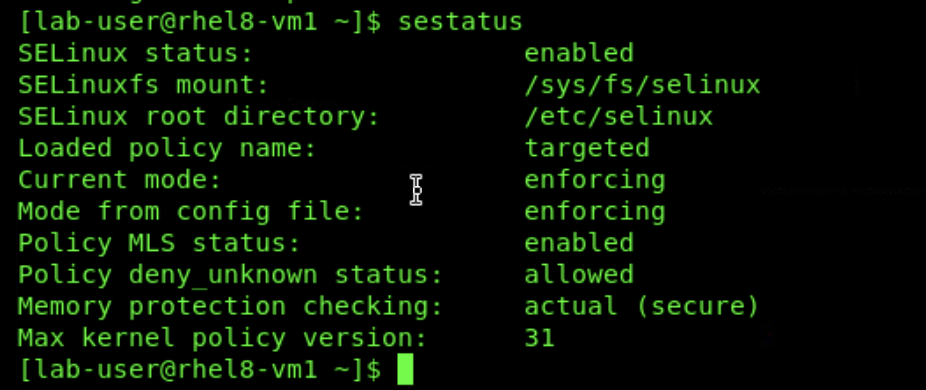 [lab-user@rhel8-vm1 ~]$ sestatus
SELinux status:                 enabled
SELinuxfs mount:                /sys/fs/selinux
SELinux root directory:         /etc/selinux
Loaded policy name:             targeted
Current mode:                   enforcing
Mode from config file:          enforcing
Policy MLS status:              enabled
Policy deny_unknown status:     allowed
Memory protection checking:     actual (secure)
Max kernel policy version:      31
[lab-user@rhel8-vm1 ~]$